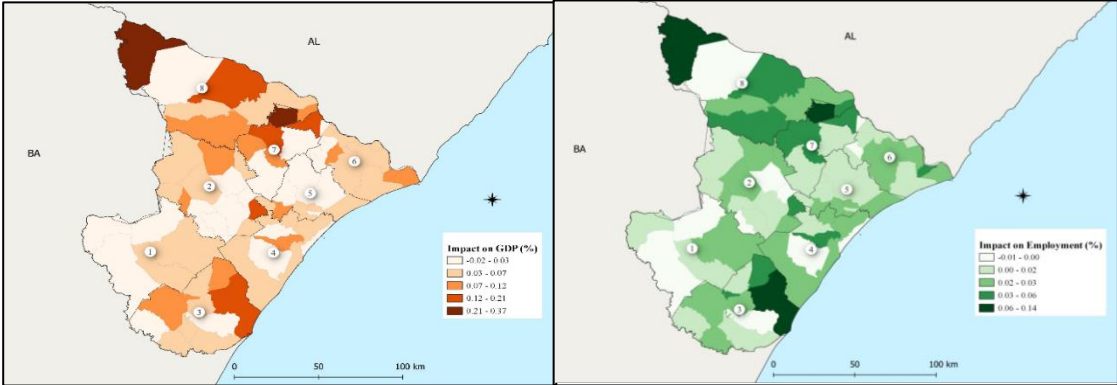 AL
BA
8
7
6
2
5
1
4
3
Impact on GDP (%)
-0.02 - 0.03
0.03 - 0.07
0.07 - 0.12
0.12 - 0.21
0.21 - 0.37
0 50 100 km
AL
BA
8
7
6
2
5
1
4
3
Impact on Employment (%)
-0.01 - 0.00
0.00 - 0.02
0.02 - 0.03
0.03 - 0.06
0.06 - 0.14
0 50 100 km